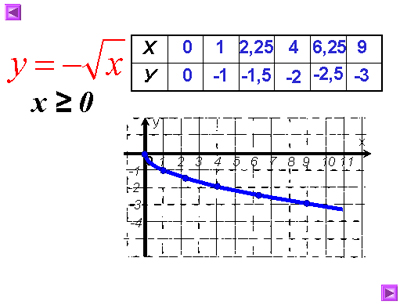 y = −√x
x ≥ 0
X 0 1 2,25 4 6,25 9
У 0 -1 -1,5 -2 -2,5 -3
y
x
0 1 2 3 4 5 6 7 8 9 10 11
-1
-2
-3
-4